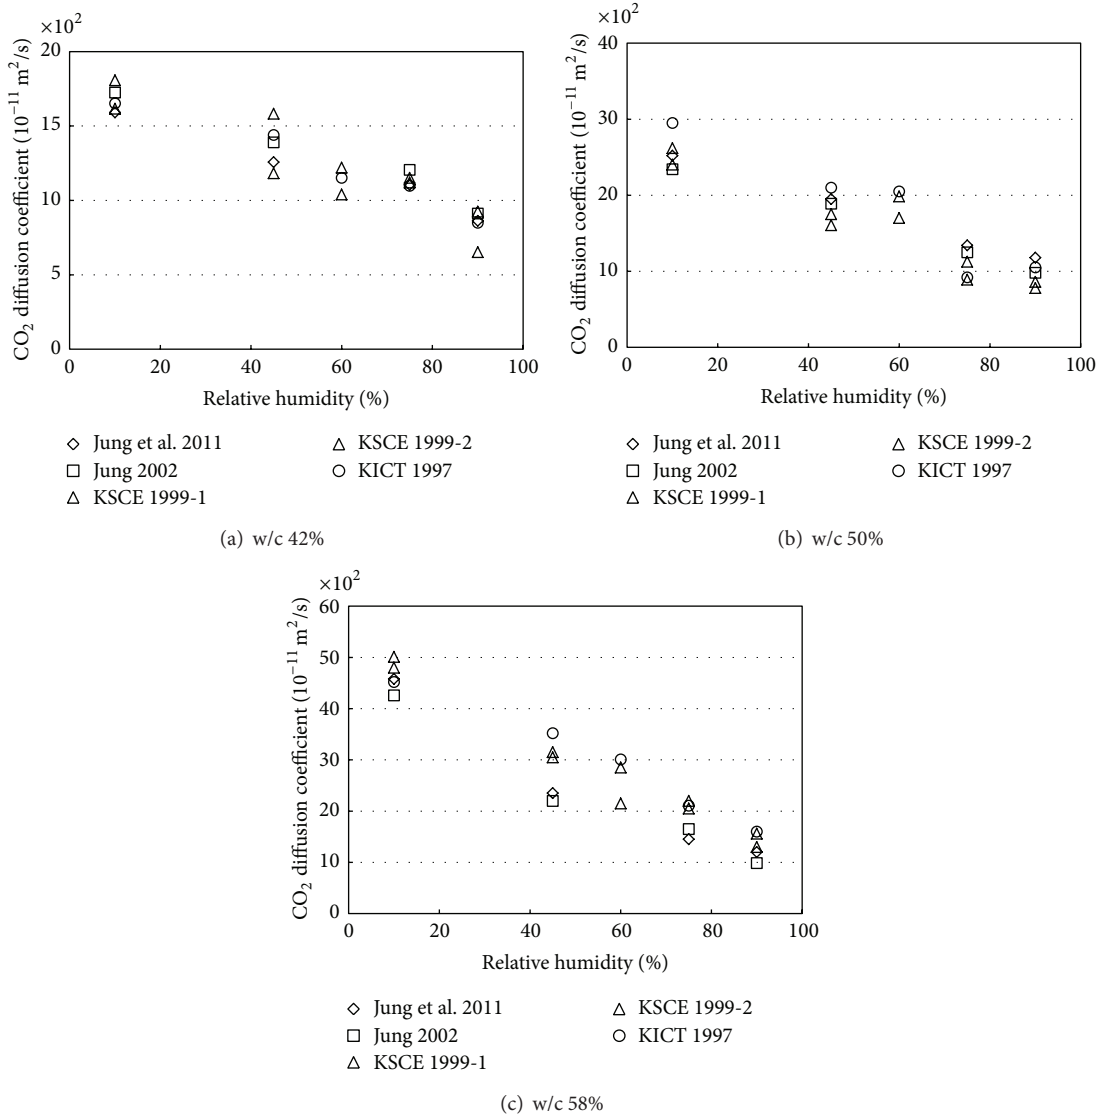 ×10²
CO₂ diffusion coefficient (10⁻¹¹ m²/s)
20
15
10
5
0
0 20 40 60 80 100
Relative humidity (%)
Jung et al. 2011
Jung 2002
KSCE 1999-1
KSCE 1999-2
KICT 1997
(a) w/c 42%
×10²
CO₂ diffusion coefficient (10⁻¹¹ m²/s)
40
30
20
10
0
0 20 40 60 80 100
Relative humidity (%)
Jung et al. 2011
Jung 2002
KSCE 1999-1
KSCE 1999-2
KICT 1997
(b) w/c 50%
×10²
CO₂ diffusion coefficient (10⁻¹¹ m²/s)
60
50
40
30
20
10
0
0 20 40 60 80 100
Relative humidity (%)
Jung et al. 2011
Jung 2002
KSCE 1999-1
KSCE 1999-2
KICT 1997
(c) w/c 58%